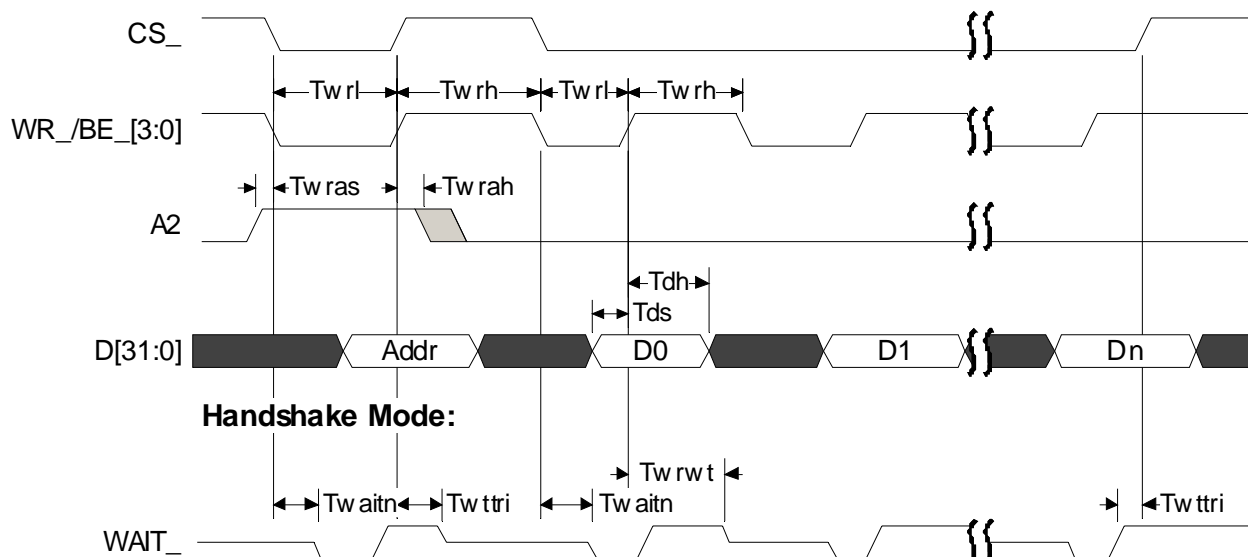 CS_
Twrl Twrh Twrl Twrh
WR_/BE_[3:0]
Twras Twrah
A2
Tdh
Tds
D[31:0] Addr D0 D1 Dn
Handshake Mode:
Twrwt
Twaitn Twttri Twaitn Twttri
WAIT_